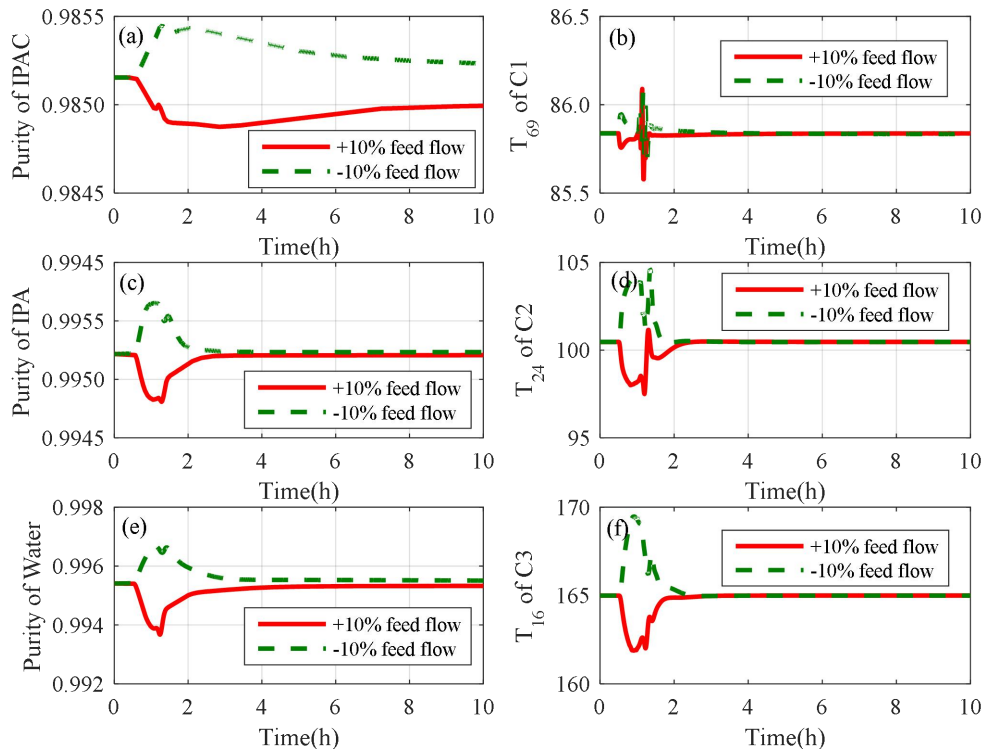 (a)
Purity of IPAC
0.9855
0.9850
0.9845
+10% feed flow
-10% feed flow
0 2 4 6 8 10
Time(h)
(b)
T69 of C1
86.5
86.0
85.5
+10% feed flow
-10% feed flow
0 2 4 6 8 10
Time(h)
(c)
Purity of IPA
0.9945
0.9955
0.9950
0.9945
+10% feed flow
-10% feed flow
0 2 4 6 8 10
Time(h)
(d)
T24 of C2
105
100
95
+10% feed flow
-10% feed flow
0 2 4 6 8 10
Time(h)
(e)
Purity of Water
0.998
0.996
0.994
0.992
+10% feed flow
-10% feed flow
0 2 4 6 8 10
Time(h)
(f)
T16 of C3
170
165
160
+10% feed flow
-10% feed flow
0 2 4 6 8 10
Time(h)